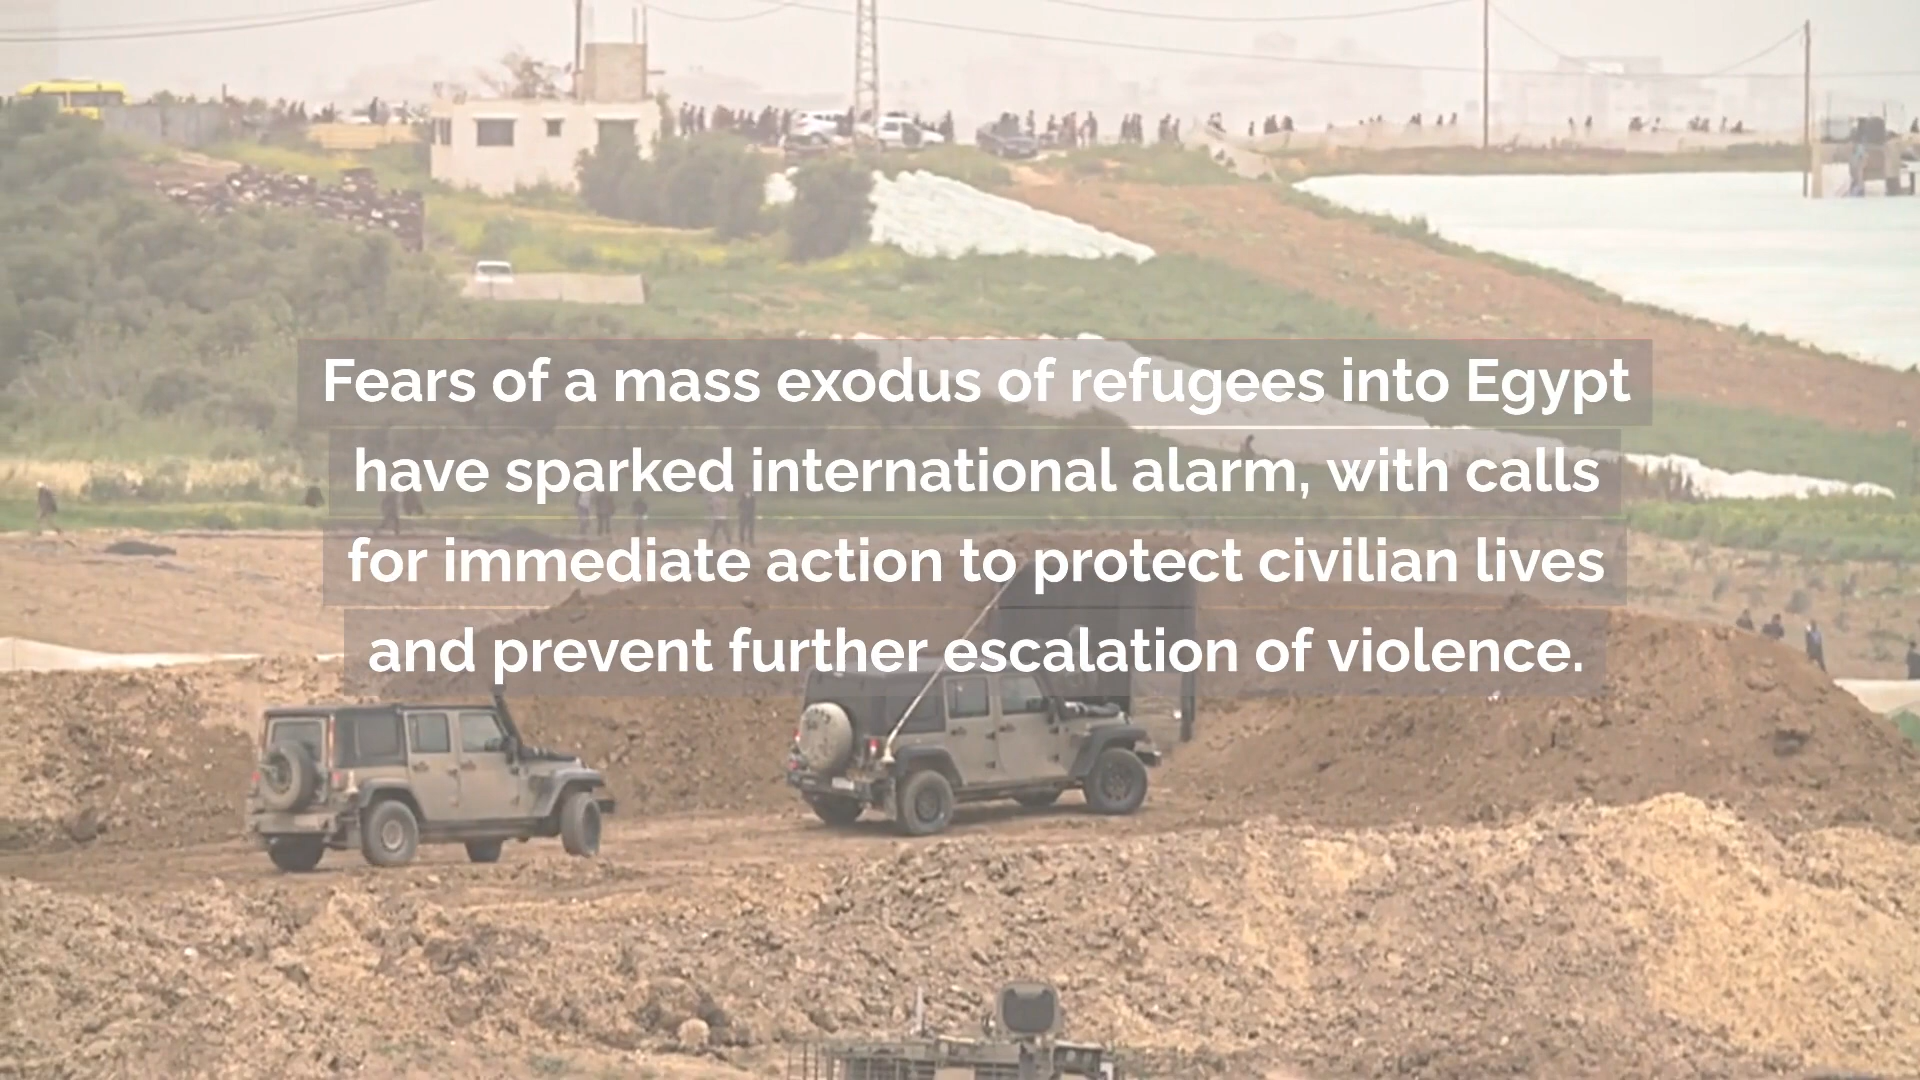 Fears of a mass exodus of refugees into Egypt
have sparked international alarm, with calls
for immediate action to protect civilian lives
and prevent further escalation of violence.